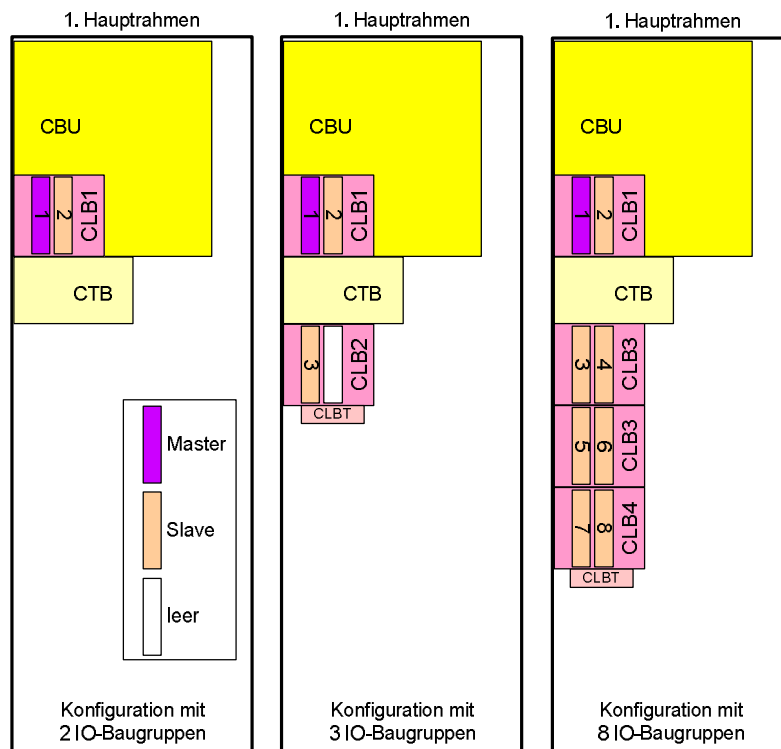 1. Hauptrahmen
CBU
1
2
CLB1
CTB
Master
Slave
leer
Konfiguration mit
2 IO-Baugruppen
1. Hauptrahmen
CBU
1
2
CLB1
CTB
3
CLB2
CLBT
Konfiguration mit
3 IO-Baugruppen
1. Hauptrahmen
CBU
1
2
CLB1
CTB
3
4
CLB3
5
6
CLB3
7
8
CLB4
CLBT
Konfiguration mit
8 IO-Baugruppen